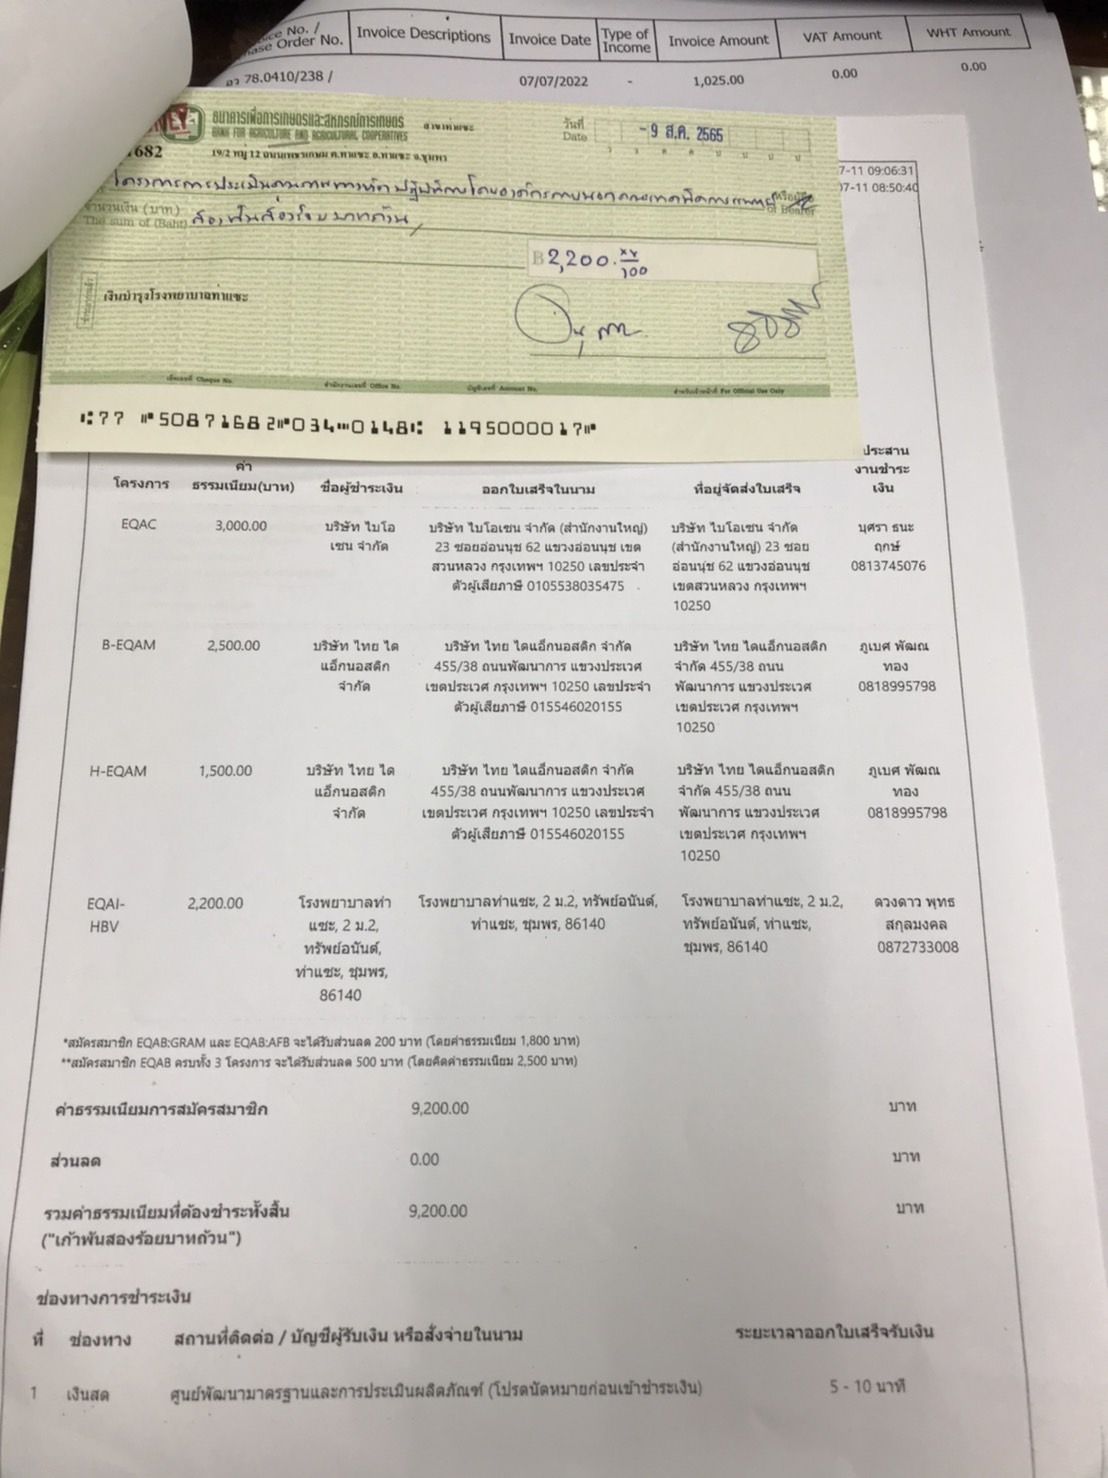 ice No. /
ase Order No.
Invoice Descriptions
Invoice Date
Type of Income
Invoice Amount
VAT Amount
WHT Amount
อว 78.0410/238 /
07/07/2022
-
1,025.00
0.00
0.00
ธนาคารเพื่อการเกษตรและสหกรณ์การเกษตร
BANK FOR AGRICULTURE AND AGRICULTURAL COOPERATIVES
สาขาท่าแซะ
วันที่
Date
-9 ส.ค. 2565
1682
19/2 หมู่ 12 ถนนเพชรเกษม ต.ท่าแซะ อ.ท่าแซะ จ.ชุมพร
7-11 09:06:31
07-11 08:50:40
โครงการการประเมินคุณภาพทางห้องปฏิบัติการโดยองค์การภายนอกคณะเทคนิคการแพทย์
หรือผู้ถือ
or Bearer
จำนวนเงิน (บาท)
The sum of (Baht)
สองพันสองร้อยบาทถ้วน
฿2,200.xx/100
เงินบำรุงโรงพยาบาลท่าแซะ
เช็คเลขที่ Cheque No.
สำนักงานเลขที่ Office No.
บัญชีเลขที่ Account No.
สำหรับเจ้าหน้าที่ For Official Use Only
⑆77 ⑈50871682⑈034⑉0148⑆ 1195000017⑈
โครงการ
ค่าธรรมเนียม(บาท)
ชื่อผู้ชำระเงิน
ออกใบเสร็จในนาม
ที่อยู่จัดส่งใบเสร็จ
ประสาน
งานชำระ
เงิน
EQAC
3,000.00
บริษัท ไบโอ
เซน จำกัด
บริษัท ไบโอเซน จำกัด (สำนักงานใหญ่)
23 ซอยอ่อนนุช 62 แขวงอ่อนนุช เขต
สวนหลวง กรุงเทพฯ 10250 เลขประจำ
ตัวผู้เสียภาษี 0105538035475
บริษัท ไบโอเซน จำกัด
(สำนักงานใหญ่) 23 ซอย
อ่อนนุช 62 แขวงอ่อนนุช
เขตสวนหลวง กรุงเทพฯ
10250
นุศรา ธนะ
ฤกษ์
0813745076
B-EQAM
2,500.00
บริษัท ไทย ได
แอ็กนอสติก
จำกัด
บริษัท ไทย ไดแอ็กนอสติก จำกัด
455/38 ถนนพัฒนาการ แขวงประเวศ
เขตประเวศ กรุงเทพฯ 10250 เลขประจำ
ตัวผู้เสียภาษี 015546020155
บริษัท ไทย ไดแอ็กนอสติก
จำกัด 455/38 ถนน
พัฒนาการ แขวงประเวศ
เขตประเวศ กรุงเทพฯ
10250
ภูเบศ พัฒณ
ทอง
0818995798
H-EQAM
1,500.00
บริษัท ไทย ได
แอ็กนอสติก
จำกัด
บริษัท ไทย ไดแอ็กนอสติก จำกัด
455/38 ถนนพัฒนาการ แขวงประเวศ
เขตประเวศ กรุงเทพฯ 10250 เลขประจำ
ตัวผู้เสียภาษี 015546020155
บริษัท ไทย ไดแอ็กนอสติก
จำกัด 455/38 ถนน
พัฒนาการ แขวงประเวศ
เขตประเวศ กรุงเทพฯ
10250
ภูเบศ พัฒณ
ทอง
0818995798
EQAI-
HBV
2,200.00
โรงพยาบาลท่า
แซะ, 2 ม.2,
ทรัพย์อนันต์,
ท่าแซะ, ชุมพร,
86140
โรงพยาบาลท่าแซะ, 2 ม.2, ทรัพย์อนันต์,
ท่าแซะ, ชุมพร, 86140
โรงพยาบาลท่าแซะ, 2 ม.2,
ทรัพย์อนันต์, ท่าแซะ,
ชุมพร, 86140
ดวงดาว พุทธ
สกุลมงคล
0872733008
*สมัครสมาชิก EQAB:GRAM และ EQAB:AFB จะได้รับส่วนลด 200 บาท (โดยค่าธรรมเนียม 1,800 บาท)
**สมัครสมาชิก EQAB ครบทั้ง 3 โครงการ จะได้รับส่วนลด 500 บาท (โดยคิดค่าธรรมเนียม 2,500 บาท)
ค่าธรรมเนียมการสมัครสมาชิก 9,200.00 บาท
ส่วนลด 0.00 บาท
รวมค่าธรรมเนียมที่ต้องชำระทั้งสิ้น 9,200.00 บาท
("เก้าพันสองร้อยบาทถ้วน")
ช่องทางการชำระเงิน
ที่ ช่องทาง สถานที่ติดต่อ / บัญชีผู้รับเงิน หรือสั่งจ่ายในนาม ระยะเวลาออกใบเสร็จรับเงิน
1 เงินสด ศูนย์พัฒนามาตรฐานและการประเมินผลิตภัณฑ์ (โปรดนัดหมายก่อนเข้าชำระเงิน) 5 - 10 นาที